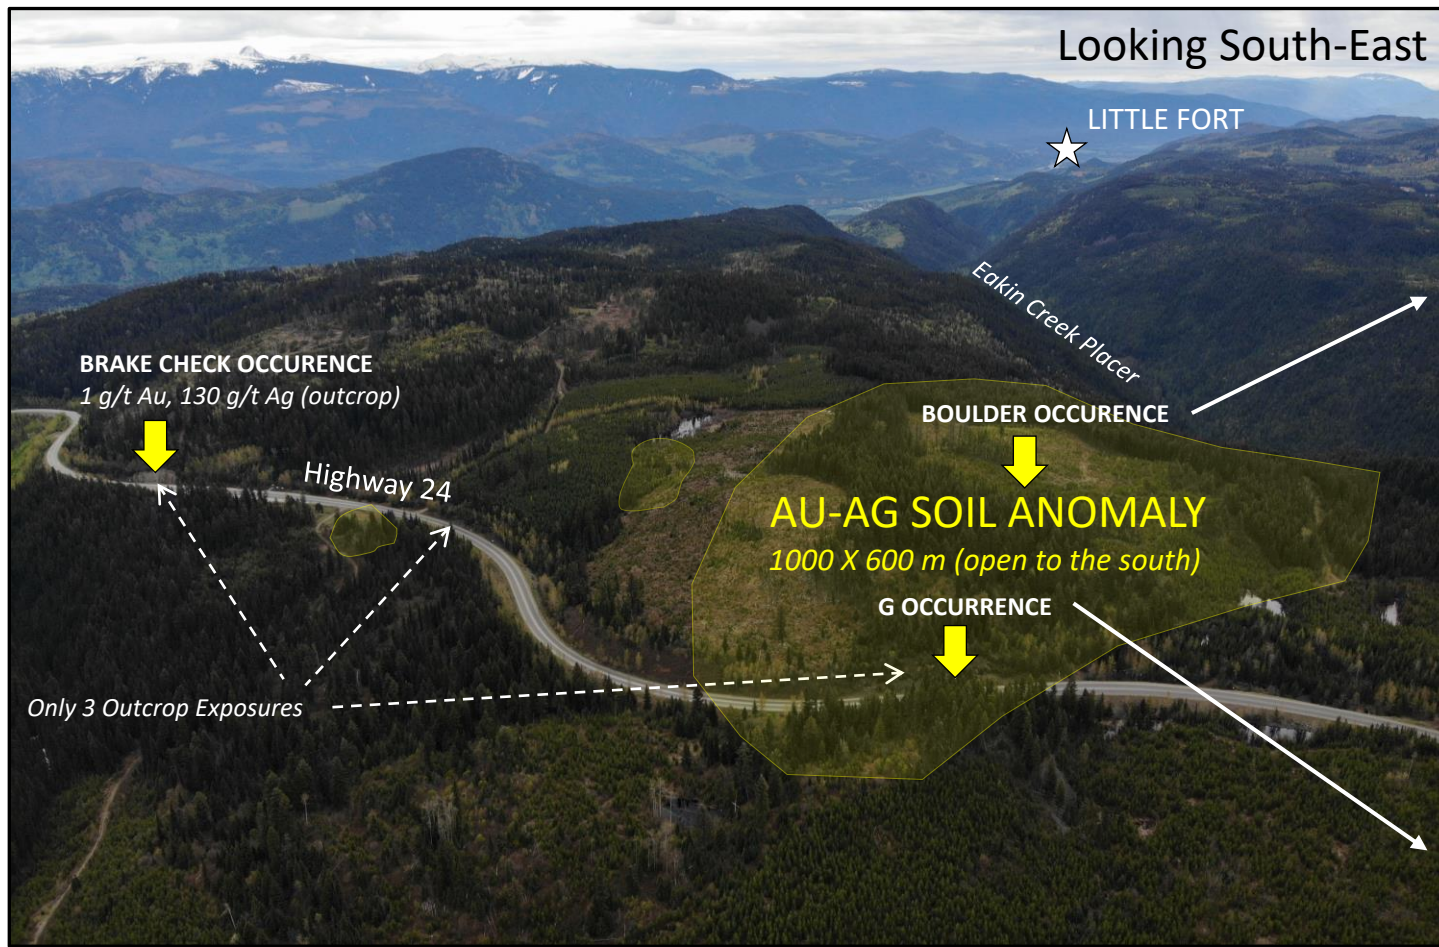 Looking South-East
LITTLE FORT
Eakin Creek Placer
BRAKE CHECK OCCURENCE
1 g/t Au, 130 g/t Ag (outcrop)
BOULDER OCCURENCE
Highway 24
AU-AG SOIL ANOMALY
1000 X 600 m (open to the south)
G OCCURRENCE
Only 3 Outcrop Exposures